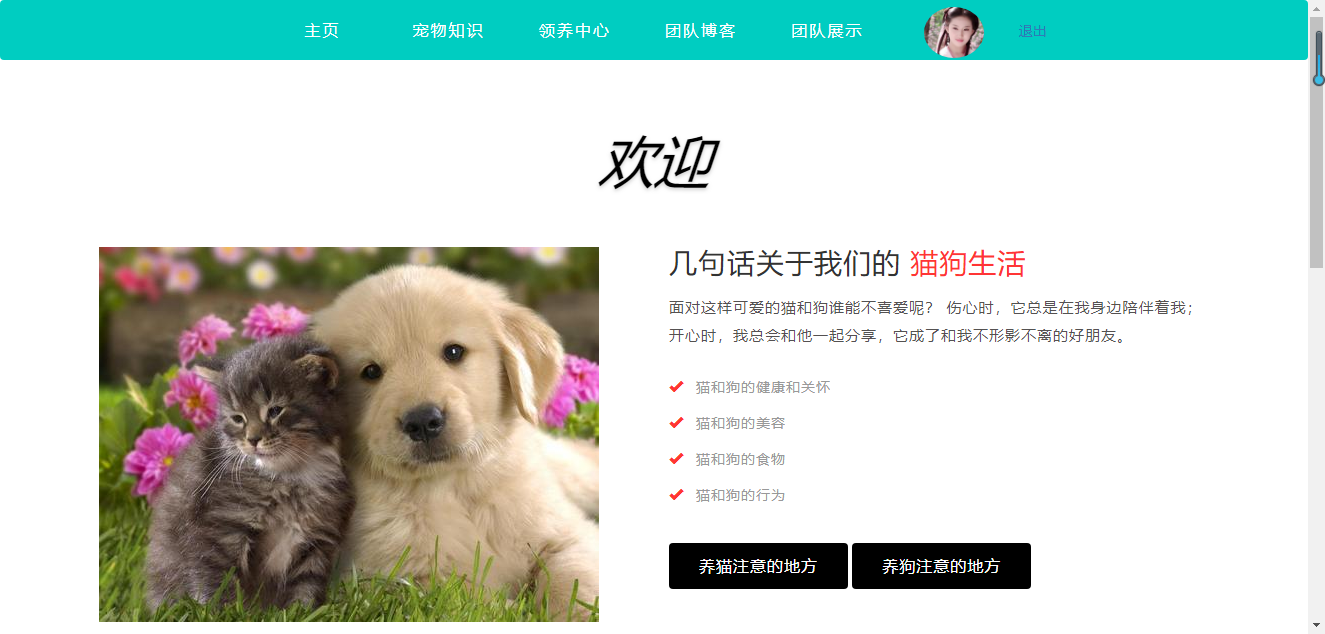 主页 宠物知识 领养中心 团队博客 团队展示 退出
欢迎
几句话关于我们的 猫狗生活
面对这样可爱的猫和狗谁能不喜爱呢？ 伤心时，它总是在我身边陪伴着我；
开心时，我总会和他一起分享，它成了和我不形影不离的好朋友。
猫和狗的健康和关怀
猫和狗的美容
猫和狗的食物
猫和狗的行为
养猫注意的地方 养狗注意的地方